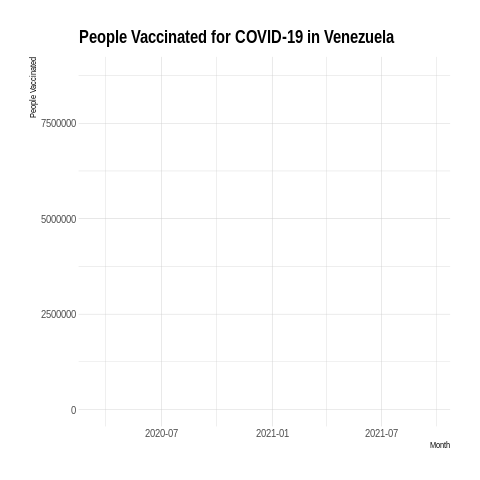 People Vaccinated for COVID-19 in Venezuela
People Vaccinated
7500000
5000000
2500000
0
2020-07
2021-01
2021-07
Month